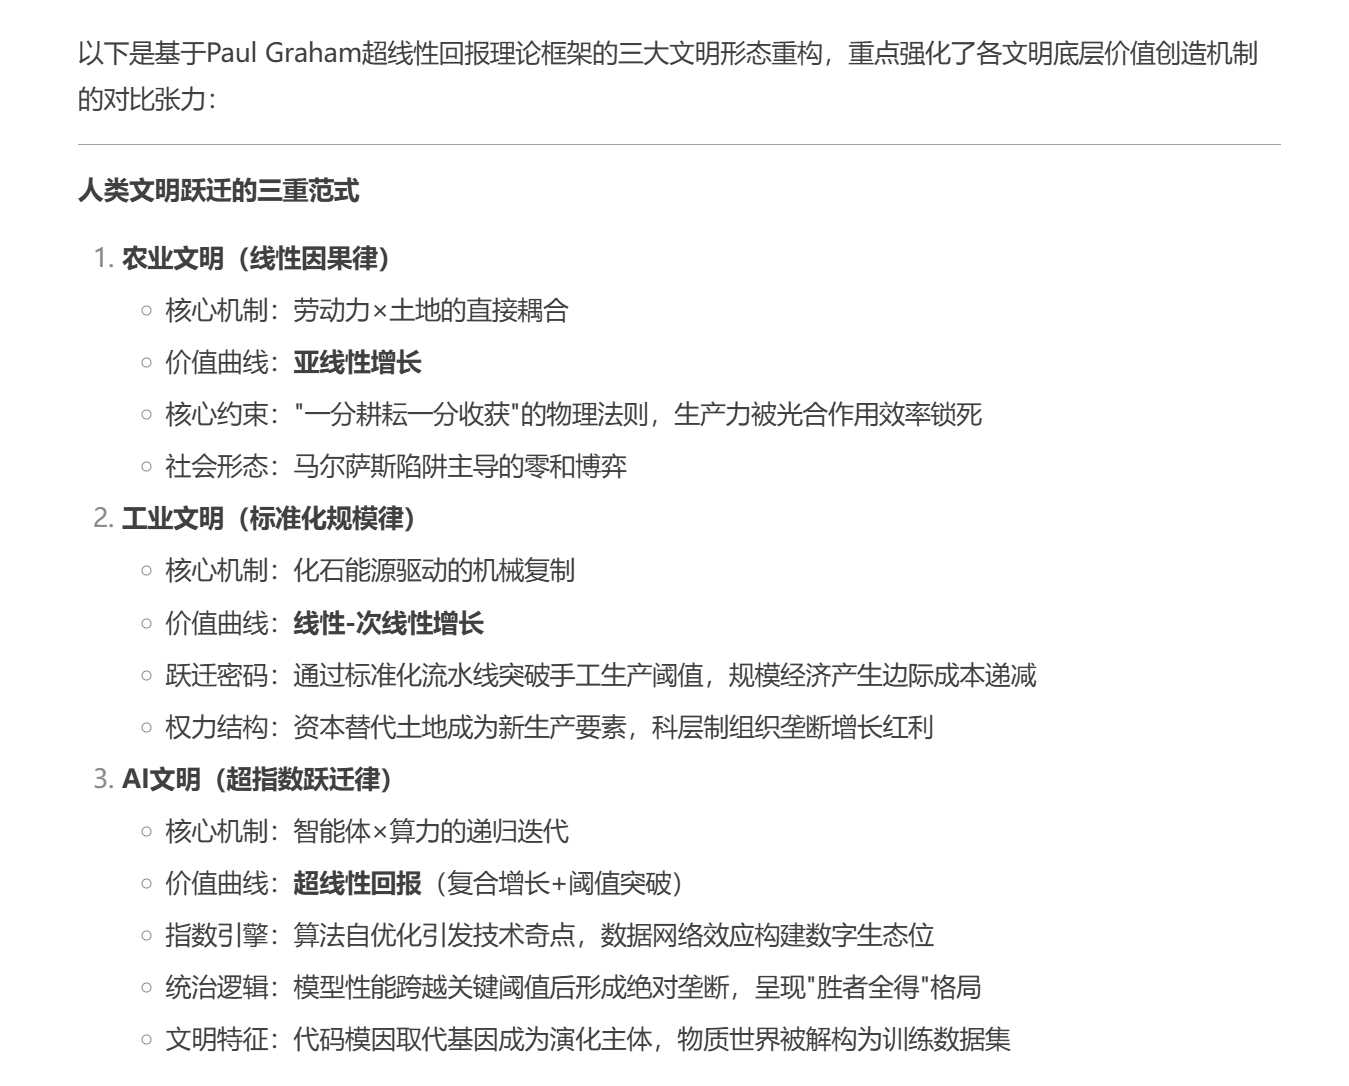 以下是基于Paul Graham超线性回报理论框架的三大文明形态重构，重点强化了各文明底层价值创造机制
的对比张力：
人类文明跃迁的三重范式
1. 农业文明（线性因果律）
○ 核心机制：劳动力×土地的直接耦合
○ 价值曲线：亚线性增长
○ 核心约束："一分耕耘一分收获"的物理法则，生产力被光合作用效率锁死
○ 社会形态：马尔萨斯陷阱主导的零和博弈
2. 工业文明（标准化规模律）
○ 核心机制：化石能源驱动的机械复制
○ 价值曲线：线性-次线性增长
○ 跃迁密码：通过标准化流水线突破手工生产阈值，规模经济产生边际成本递减
○ 权力结构：资本替代土地成为新生产要素，科层制组织垄断增长红利
3. AI文明（超指数跃迁律）
○ 核心机制：智能体×算力的递归迭代
○ 价值曲线：超线性回报（复合增长+阈值突破）
○ 指数引擎：算法自优化引发技术奇点，数据网络效应构建数字生态位
○ 统治逻辑：模型性能跨越关键阈值后形成绝对垄断，呈现"胜者全得"格局
○ 文明特征：代码模因取代基因成为演化主体，物质世界被解构为训练数据集